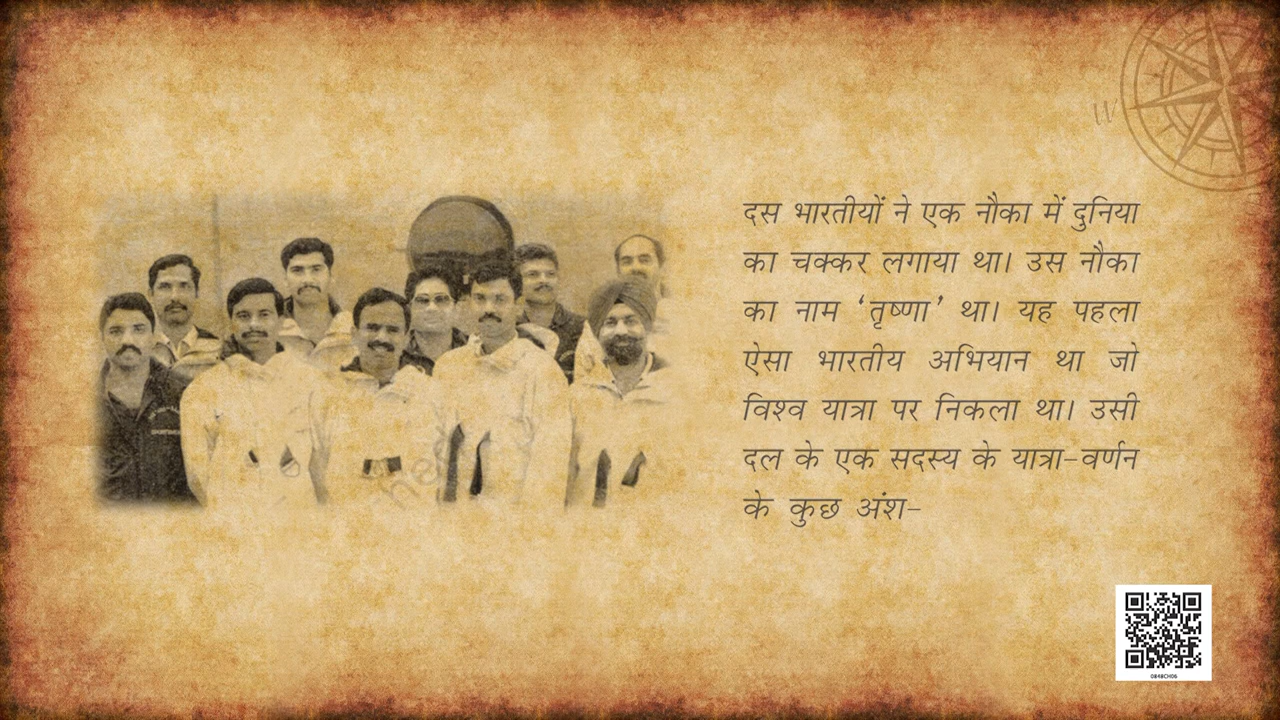 दस भारतीयों ने एक नौका में दुनिया
का चक्कर लगाया था। उस नौका
का नाम ‘तृष्णा’ था। यह पहला
ऐसा भारतीय अभियान था जो
विश्व यात्रा पर निकला था। उसी
दल के एक सदस्य के यात्रा-वर्णन
के कुछ अंश-
W
0848CH06